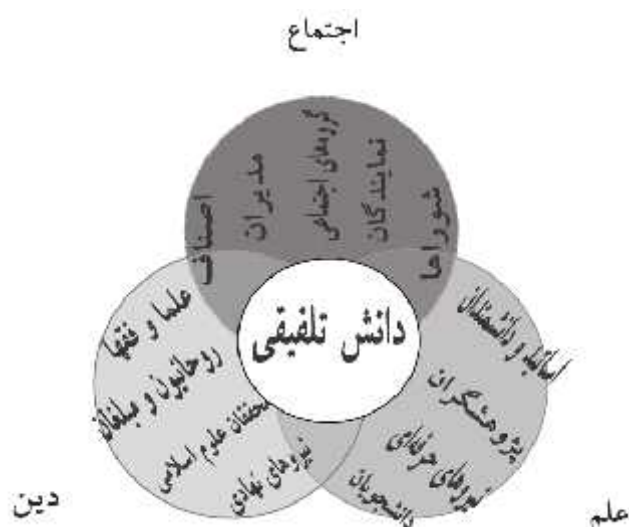 اجتماع
اصناف
مدیران
گروه‌های اجتماعی
نمایندگان
شوراها
دانش تلفیقی
علما و فقها
روحانیون و مبلغان
محققان علوم اسلامی
نیروهای نهادی
اساتید و دانشمندان
پژوهشگران
نیروهای حرفه‌ای
دانشجویان
دین
علم